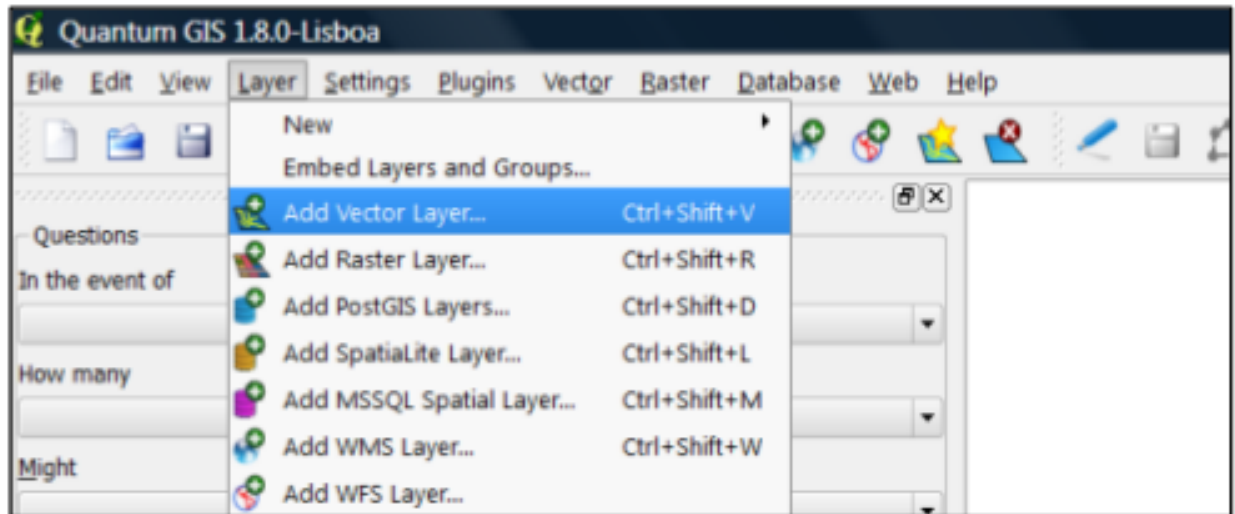 Quantum GIS 1.8.0-Lisboa
File Edit View Layer Settings Plugins Vector Raster Database Web Help
New
Embed Layers and Groups...
Add Vector Layer... Ctrl+Shift+V
Questions
Add Raster Layer... Ctrl+Shift+R
In the event of
Add PostGIS Layers... Ctrl+Shift+D
Add SpatiaLite Layer... Ctrl+Shift+L
How many
Add MSSQL Spatial Layer... Ctrl+Shift+M
Add WMS Layer... Ctrl+Shift+W
Might
Add WFS Layer...